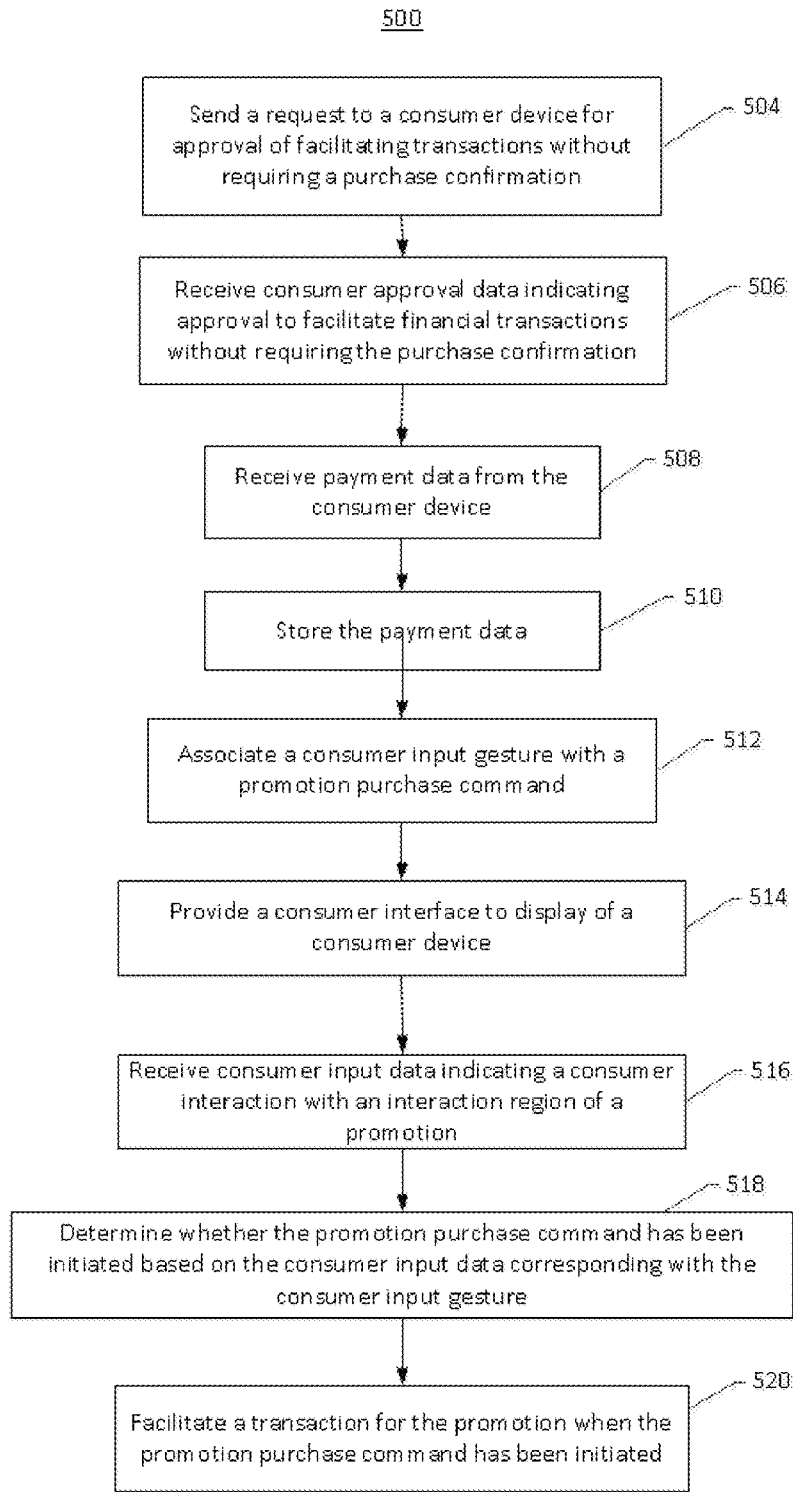 500
Send a request to a consumer device for
approval of facilitating transactions without
requiring a purchase confirmation
504
Receive consumer approval data indicating
approval to facilitate financial transactions
without requiring the purchase confirmation
506
Receive payment data from the
consumer device
508
Store the payment data
510
Associate a consumer input gesture with a
promotion purchase command
512
Provide a consumer interface to display of a
consumer device
514
Receive consumer input data indicating a consumer
interaction with an interaction region of a
promotion
516
518
Determine whether the promotion purchase command has been
initiated based on the consumer input data corresponding with the
consumer input gesture
520
Facilitate a transaction for the promotion when the
promotion purchase command has been initiated